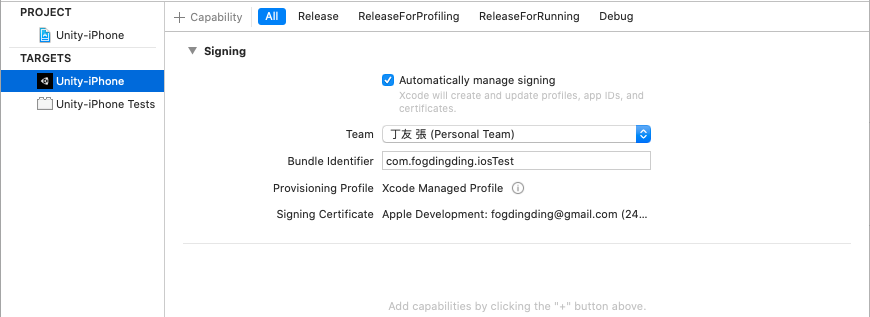 PROJECT
Unity-iPhone
TARGETS
Unity-iPhone
Unity-iPhone Tests
+ Capability All Release ReleaseForProfiling ReleaseForRunning Debug
Signing
Automatically manage signing
Xcode will create and update profiles, app IDs, and
certificates.
Team 丁友 張 (Personal Team)
Bundle Identifier com.fogdingding.iosTest
Provisioning Profile Xcode Managed Profile
Signing Certificate Apple Development: fogdingding@gmail.com (24...
Add capabilities by clicking the "+" button above.